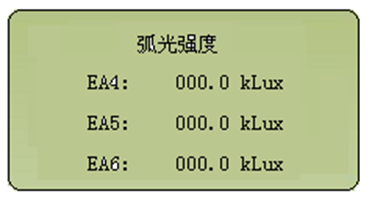 弧光强度
EA4: 000.0 kLux
EA5: 000.0 kLux
EA6: 000.0 kLux